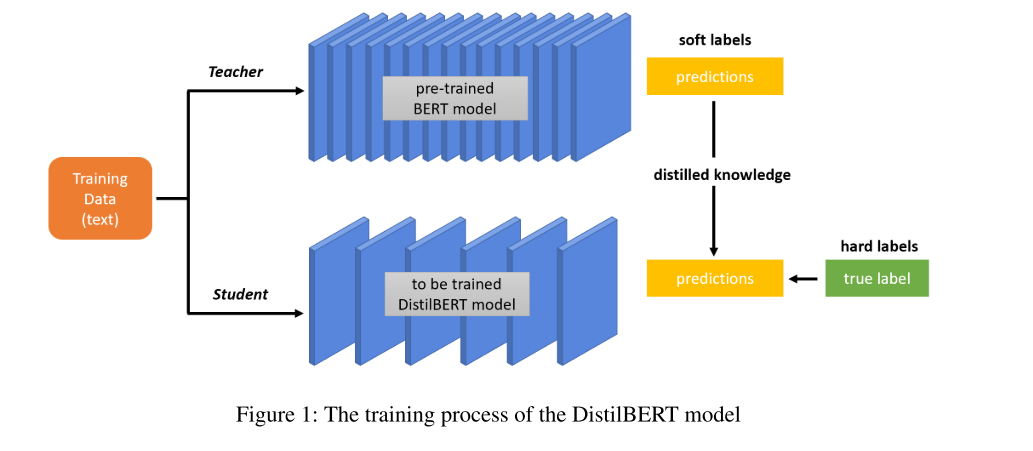 Teacher
pre-trained
BERT model
soft labels
predictions
distilled knowledge
Training
Data
(text)
Student
to be trained
DistilBERT model
predictions
hard labels
true label
Figure 1: The training process of the DistilBERT model